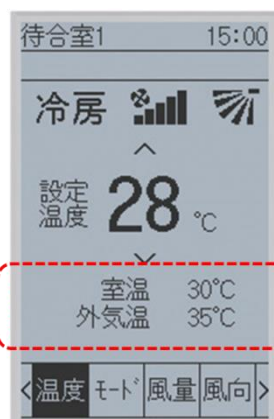 待合室1 15:00
冷房
設定
温度 28 ℃
室温 30℃
外気温 35℃
温度 モード 風量 風向